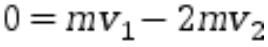 0 = mv₁ − 2mv₂